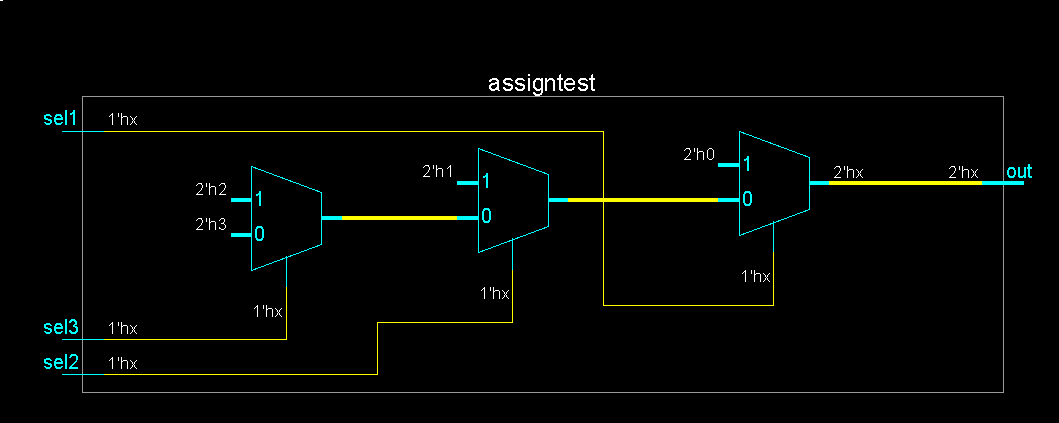 assigntest
sel1 1'hx
2'h0 1
2'h1 1
2'hx 2'hx out
2'h2 1
0
0
2'h3 0
1'hx
1'hx
1'hx
sel3 1'hx
sel2 1'hx